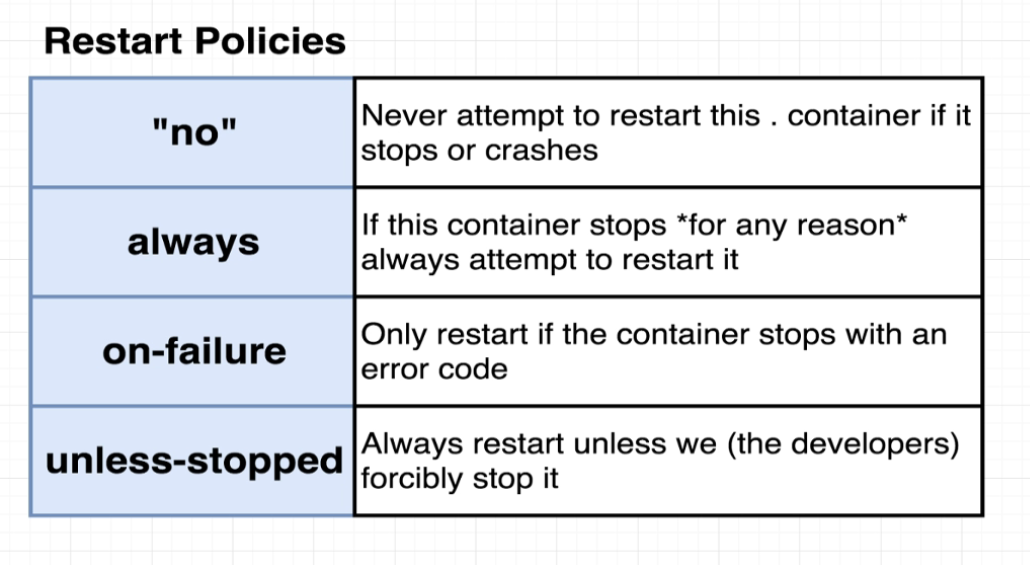 Restart Policies
"no"
Never attempt to restart this . container if it
stops or crashes
always
If this container stops *for any reason*
always attempt to restart it
on-failure
Only restart if the container stops with an
error code
unless-stopped
Always restart unless we (the developers)
forcibly stop it